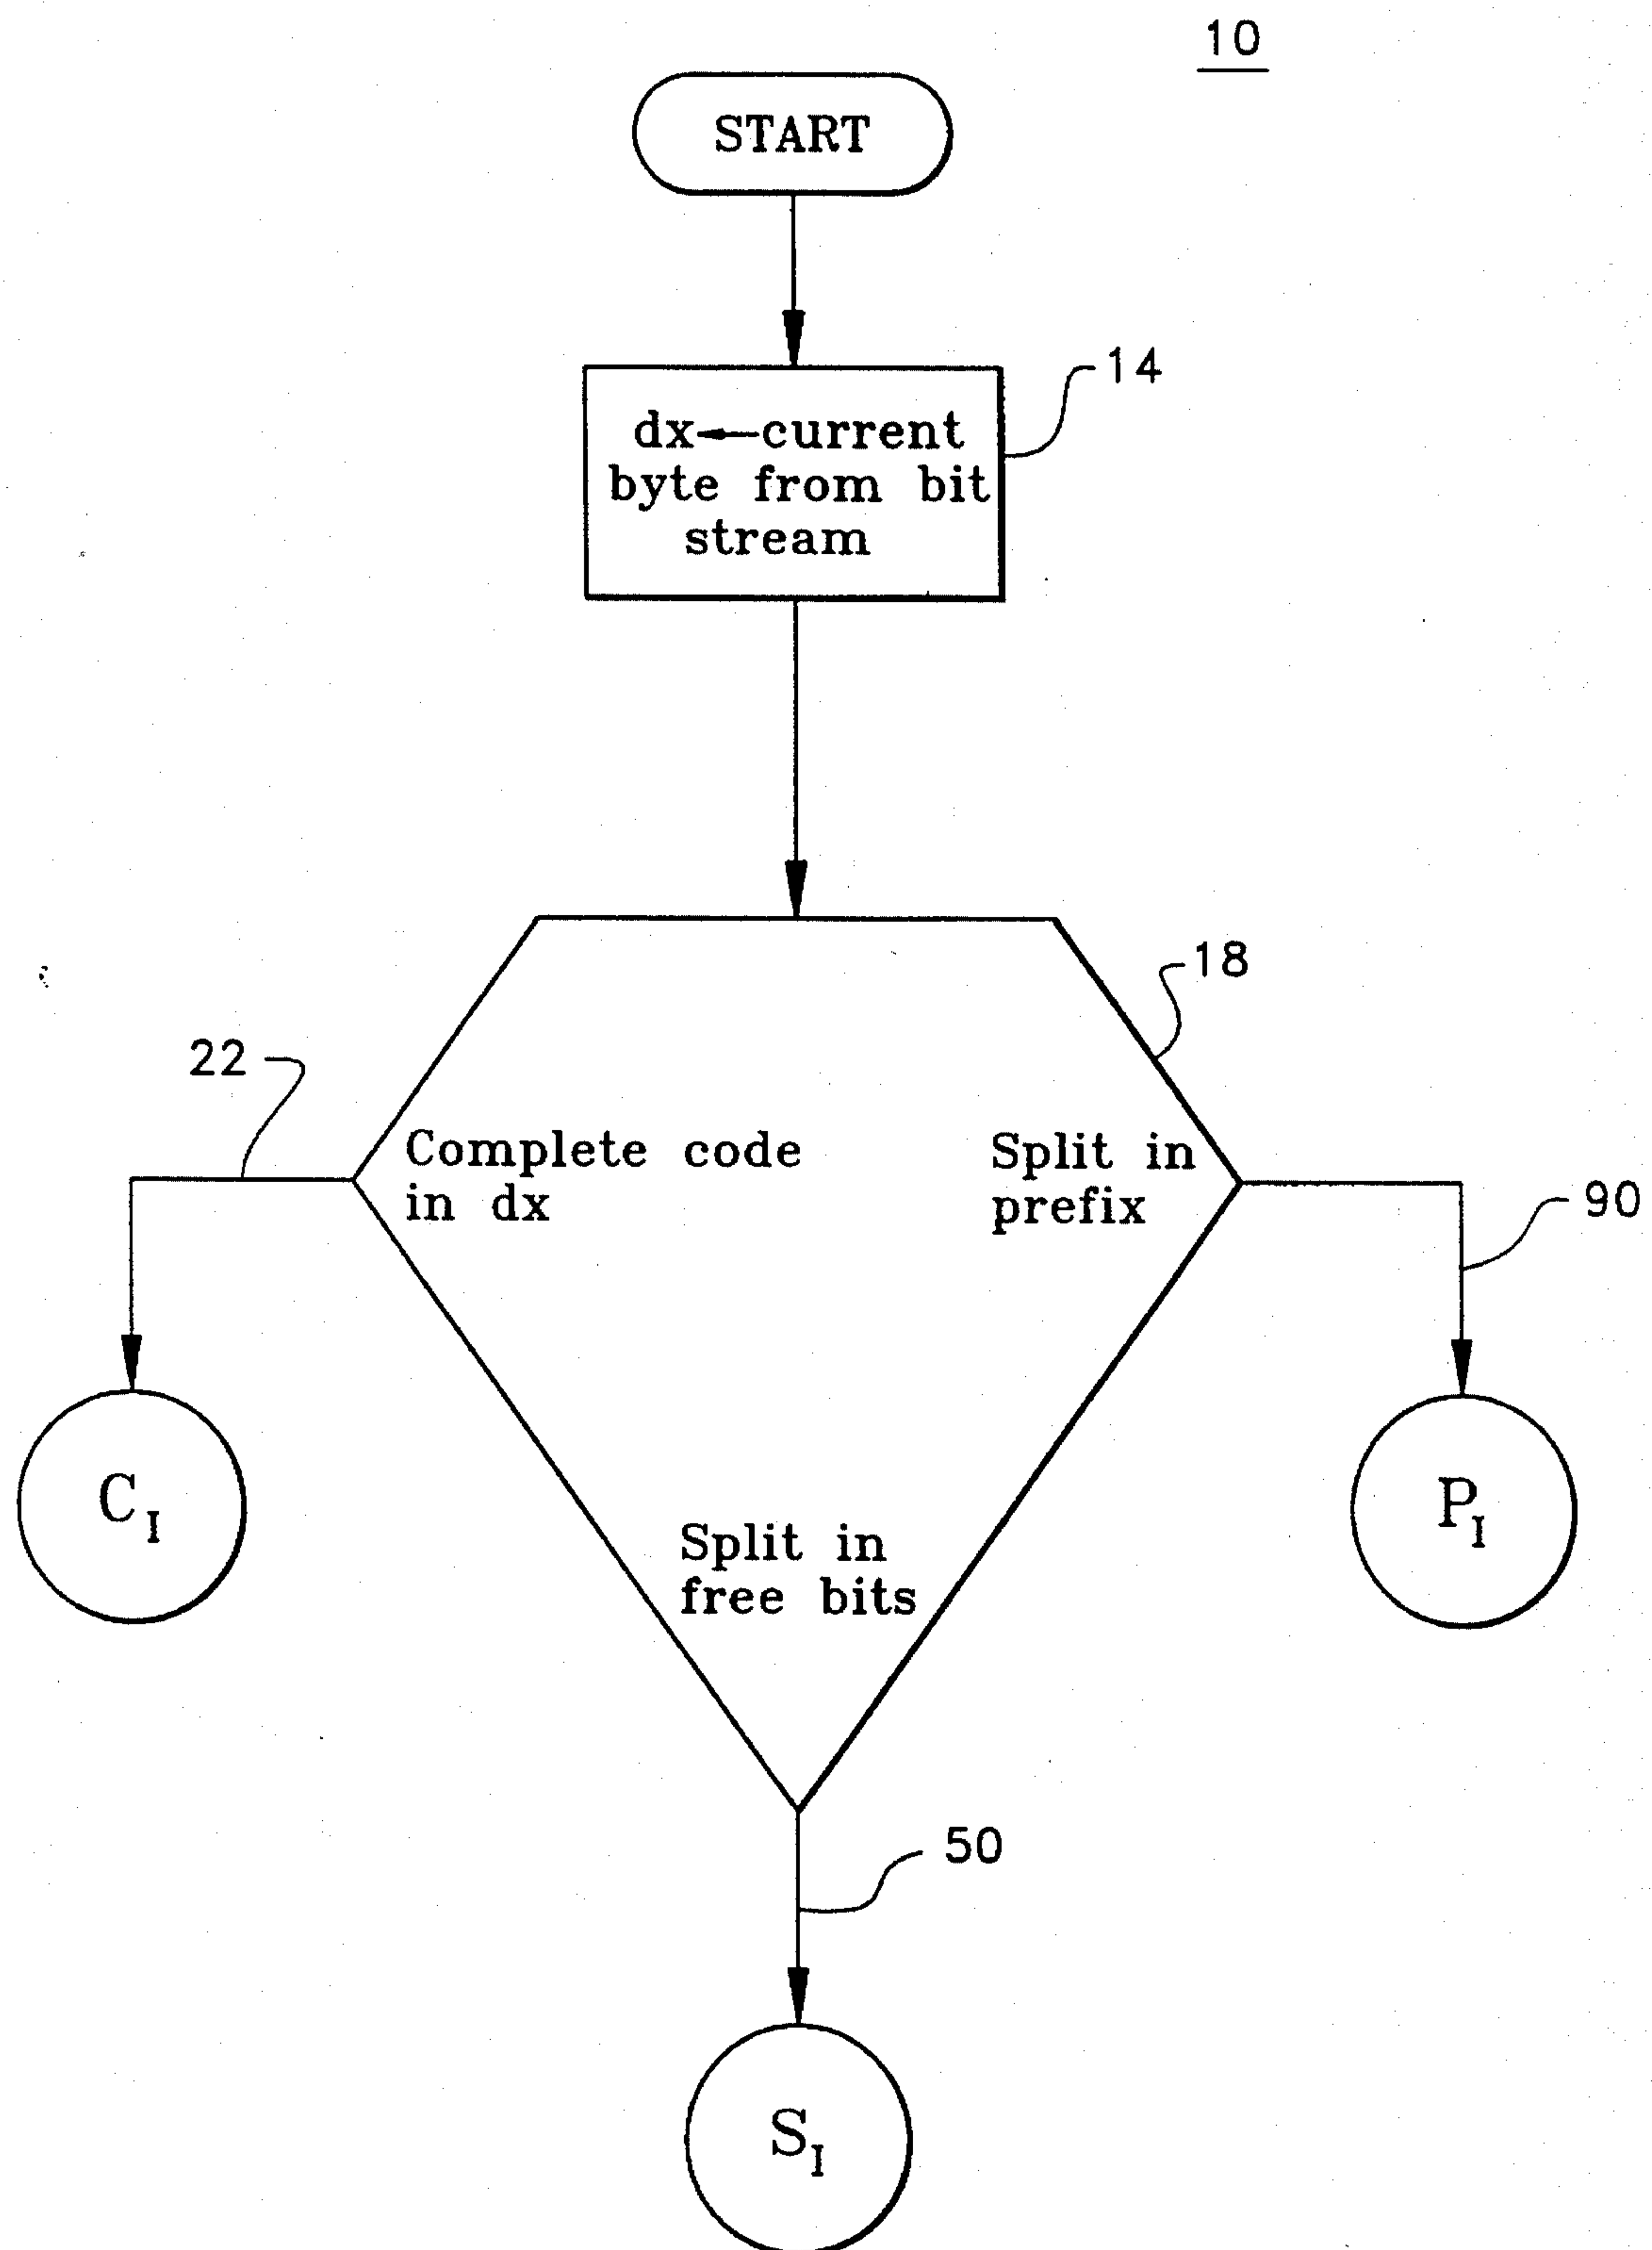 10
START
14
dx←current
byte from bit
stream
18
22
Complete code
in dx
Split in
prefix
90
C_I
P_I
Split in
free bits
50
S_I